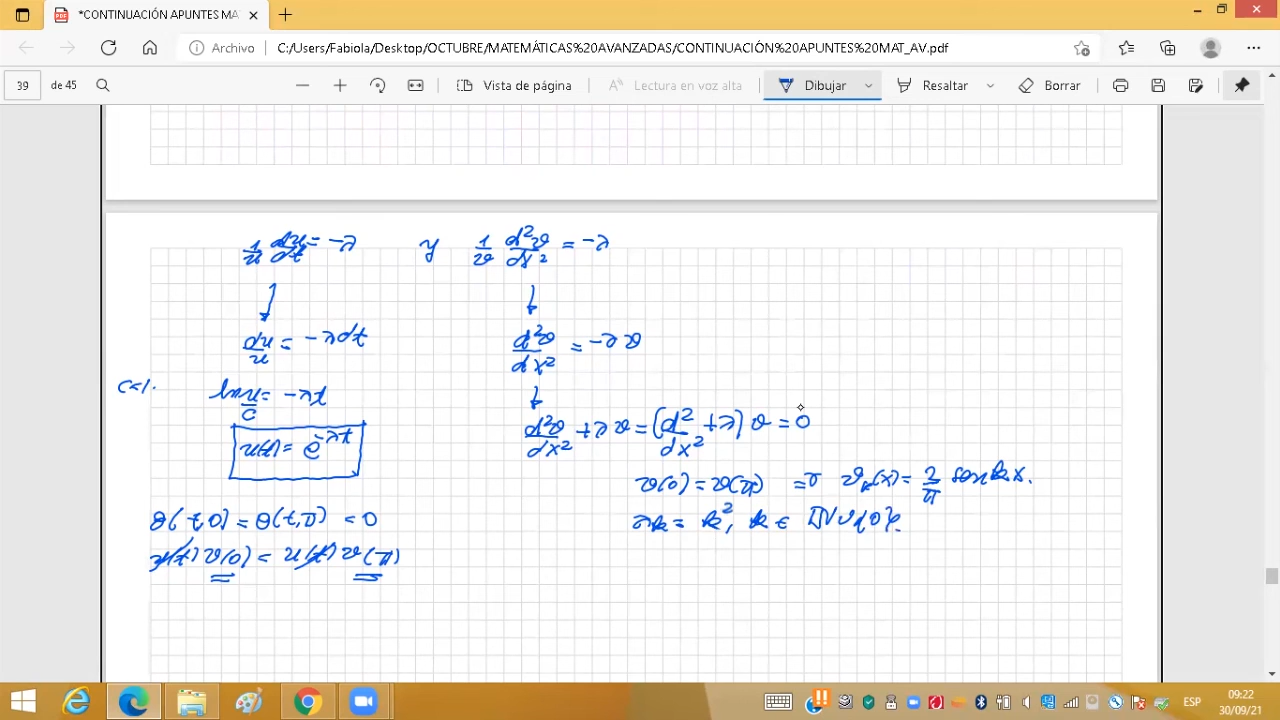 *CONTINUACIÓN APUNTES MA
Archivo C:/Users/Fabiola/Desktop/OCTUBRE/MATEMÁTICAS%20AVANZADAS/CONTINUACIÓN%20APUNTES%20MAT_AV.pdf
39 de 45 Vista de página Lectura en voz alta Dibujar Resaltar Borrar
1/u du/dt = -λ y 1/v d²v/dx² = -λ
du/u = -λdt d²v/dx² = -λv
C=1. ln u/C = -λt
d²v/dx² + λv = (d²/dx² + λ)v = 0
u(t) = e^-λt
v(0) = v(π) = 0 v_k(x) = 2/π sen kx.
θ(t,0) = θ(t,π) = 0
λk = k², k ∈ ℕ∪{0}.
u(t)v(0) = u(t)v(π)
ESP
09:22
30/09/21